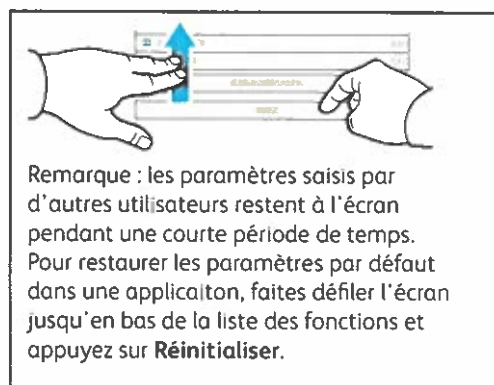 Remarque : les paramètres saisis par
d'autres utilisateurs restent à l'écran
pendant une courte période de temps.
Pour restaurer les paramètres par défaut
dans une applicaiton, faites défiler l'écran
jusqu'en bas de la liste des fonctions et
appuyez sur Réinitialiser.